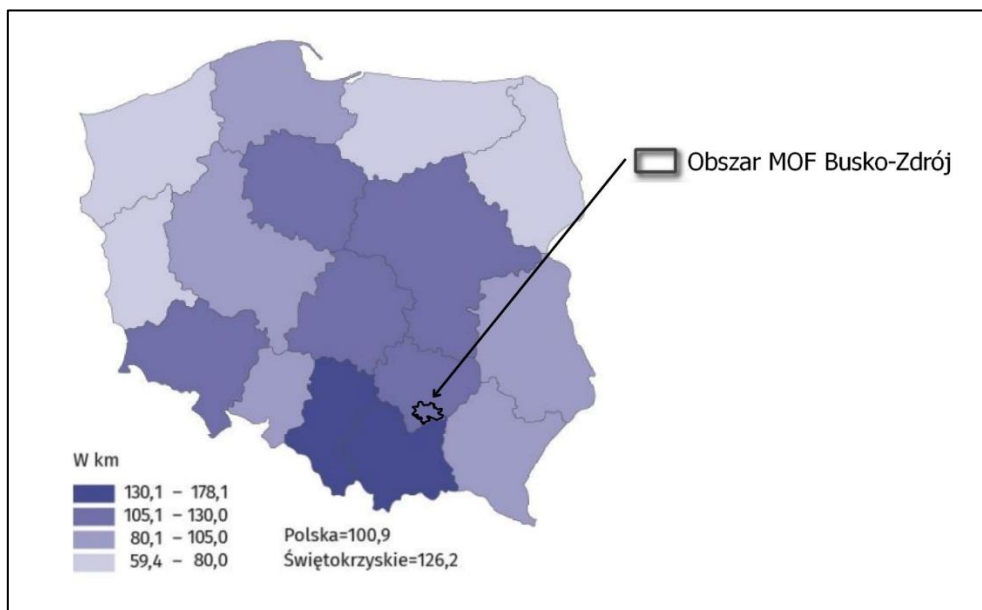 Obszar MOF Busko-Zdrój
W km
130,1 – 178,1
105,1 – 130,0
80,1 – 105,0
59,4 – 80,0
Polska=100,9
Świętokrzyskie=126,2